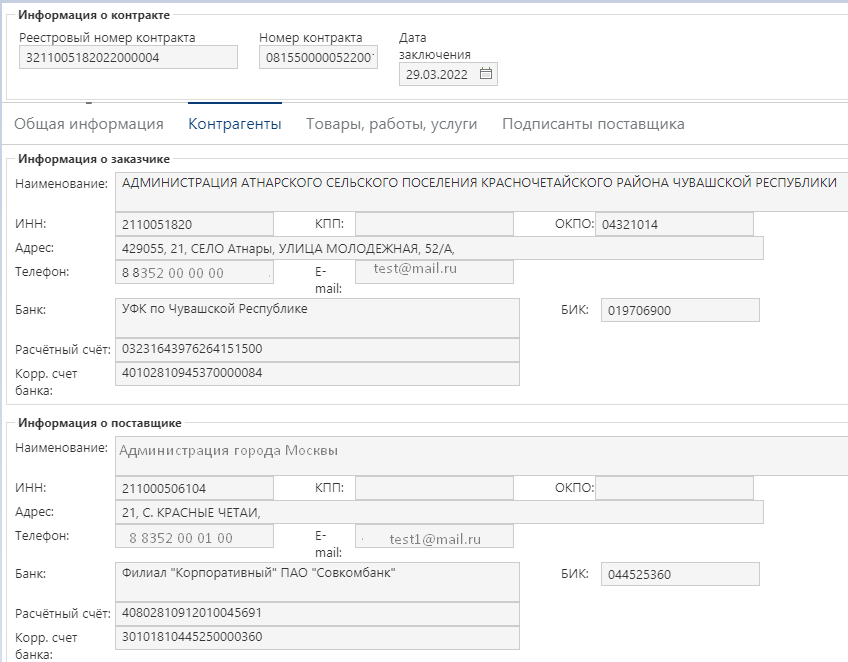 Информация о контракте
Реестровый номер контракта Номер контракта Дата заключения
3211005182022000004 08155000005220 29.03.2022
Общая информация Контрагенты Товары, работы, услуги Подписанты поставщика
Информация о заказчике
Наименование: АДМИНИСТРАЦИЯ АТНАРСКОГО СЕЛЬСКОГО ПОСЕЛЕНИЯ КРАСНОЧЕТАЙСКОГО РАЙОНА ЧУВАШСКОЙ РЕСПУБЛИКИ
ИНН: 2110051820 КПП: ОКПО: 04321014
Адрес: 429055, 21, СЕЛО Атнары, УЛИЦА МОЛОДЕЖНАЯ, 52/А,
Телефон: 8 8352 00 00 00 E-mail: test@mail.ru
Банк: УФК по Чувашской Республике БИК: 019706900
Расчётный счёт: 03231643976264151500
Корр. счет банка: 40102810945370000084
Информация о поставщике
Наименование: Администрация города Москвы
ИНН: 211000506104 КПП: ОКПО:
Адрес: 21, С. КРАСНЫЕ ЧЕТАИ,
Телефон: 8 8352 00 01 00 E-mail: test1@mail.ru
Банк: Филиал "Корпоративный" ПАО "Совкомбанк" БИК: 044525360
Расчётный счёт: 40802810912010045691
Корр. счет банка: 30101810445250000360